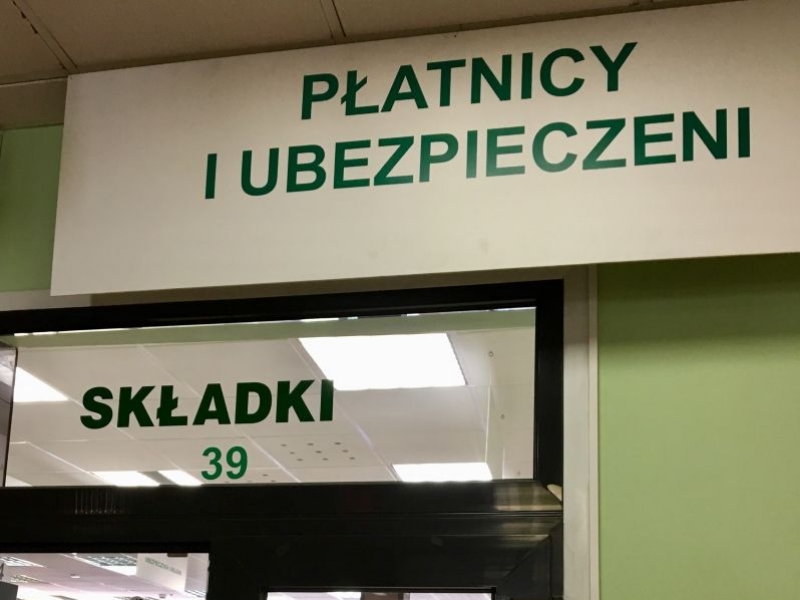 PŁATNICY
I UBEZPIECZENI
SKŁADKI
39